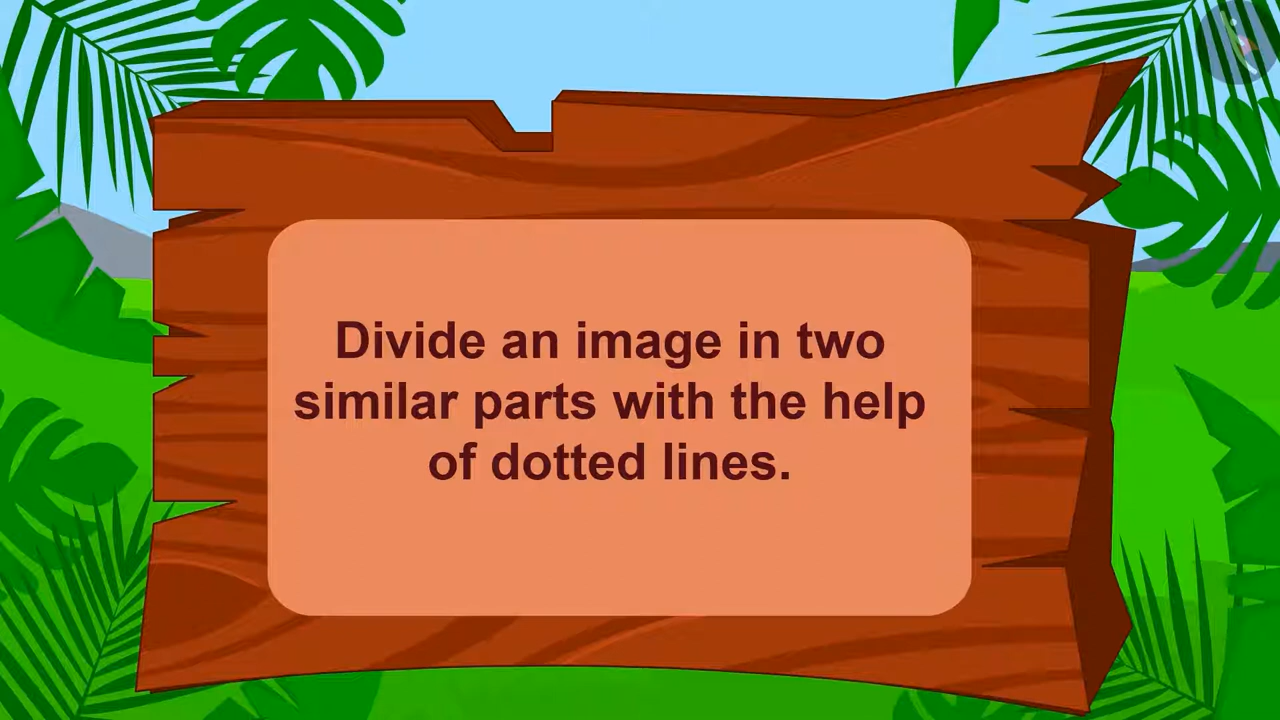 Divide an image in two
similar parts with the help
of dotted lines.